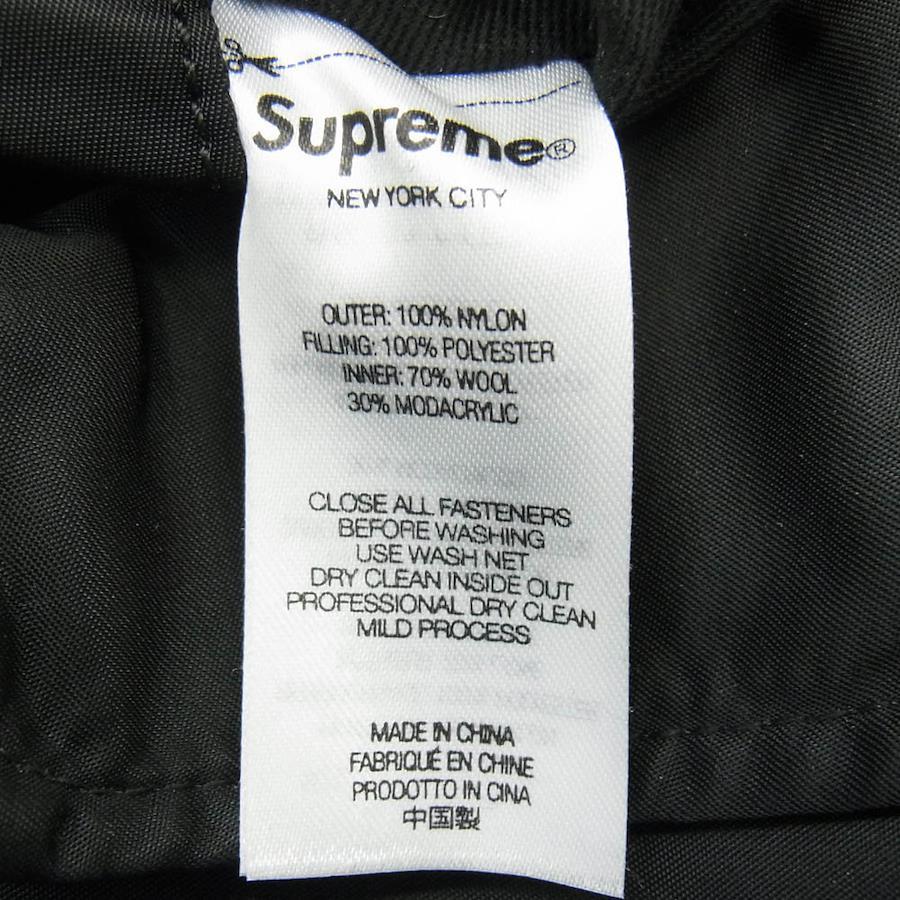 Supreme®
NEW YORK CITY
OUTER: 100% NYLON
FILLING: 100% POLYESTER
INNER: 70% WOOL
30% MODACRYLIC
CLOSE ALL FASTENERS
BEFORE WASHING
USE WASH NET
DRY CLEAN INSIDE OUT
PROFESSIONAL DRY CLEAN
MILD PROCESS
MADE IN CHINA
FABRIQUÉ EN CHINE
PRODOTTO IN CINA
中国製